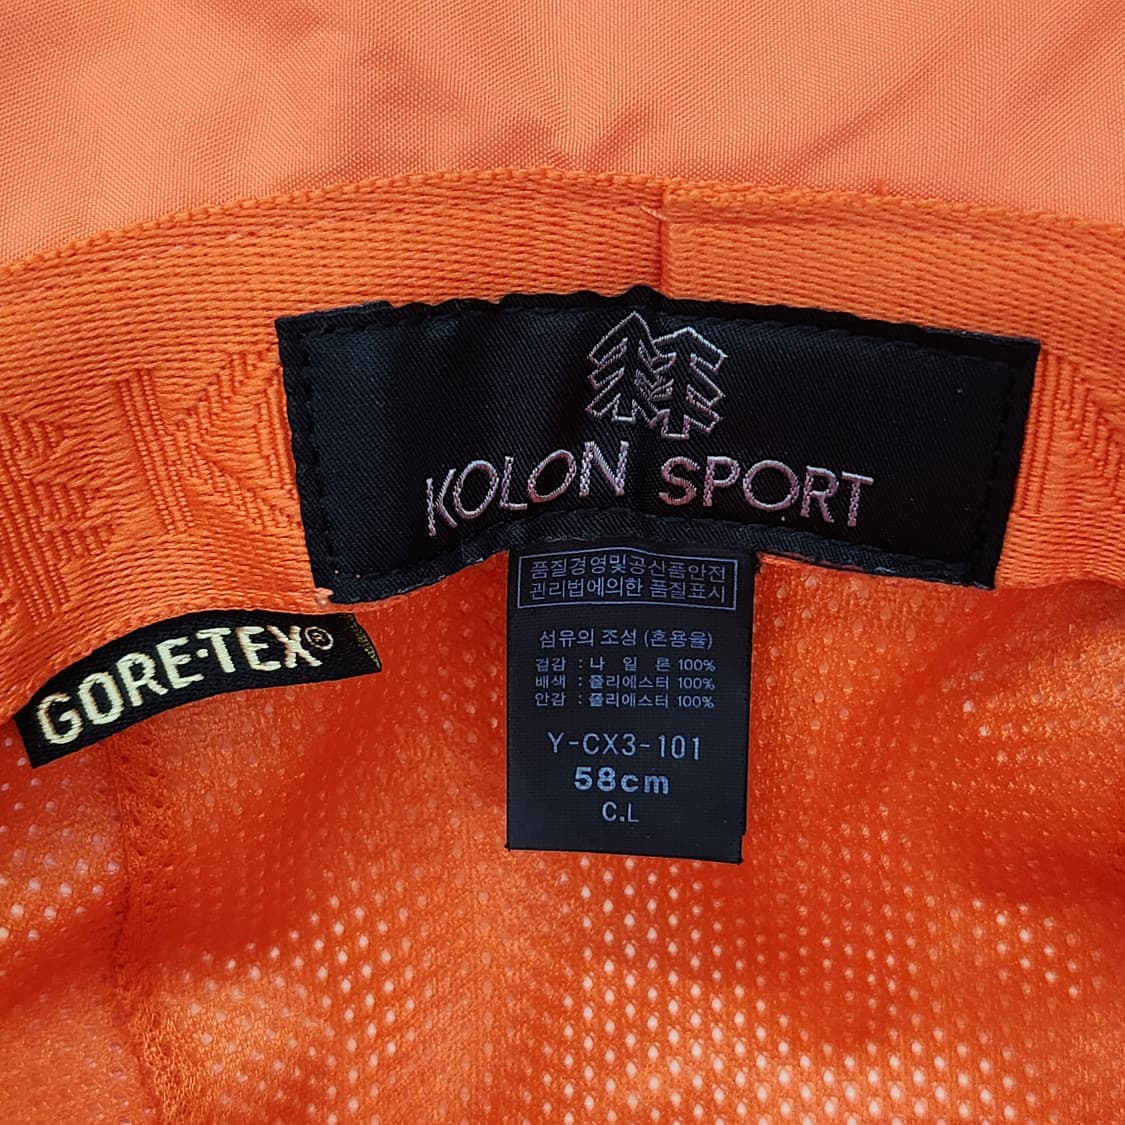 KOLON SPORT
GORE-TEX®
품질경영및공산품안전
관리법에의한 품질표시
섬유의 조성 (혼용율)
겉감 : 나 일 론 100%
배색 : 폴리에스터 100%
안감 : 폴리에스터 100%
Y-CX3-101
58cm
C.L